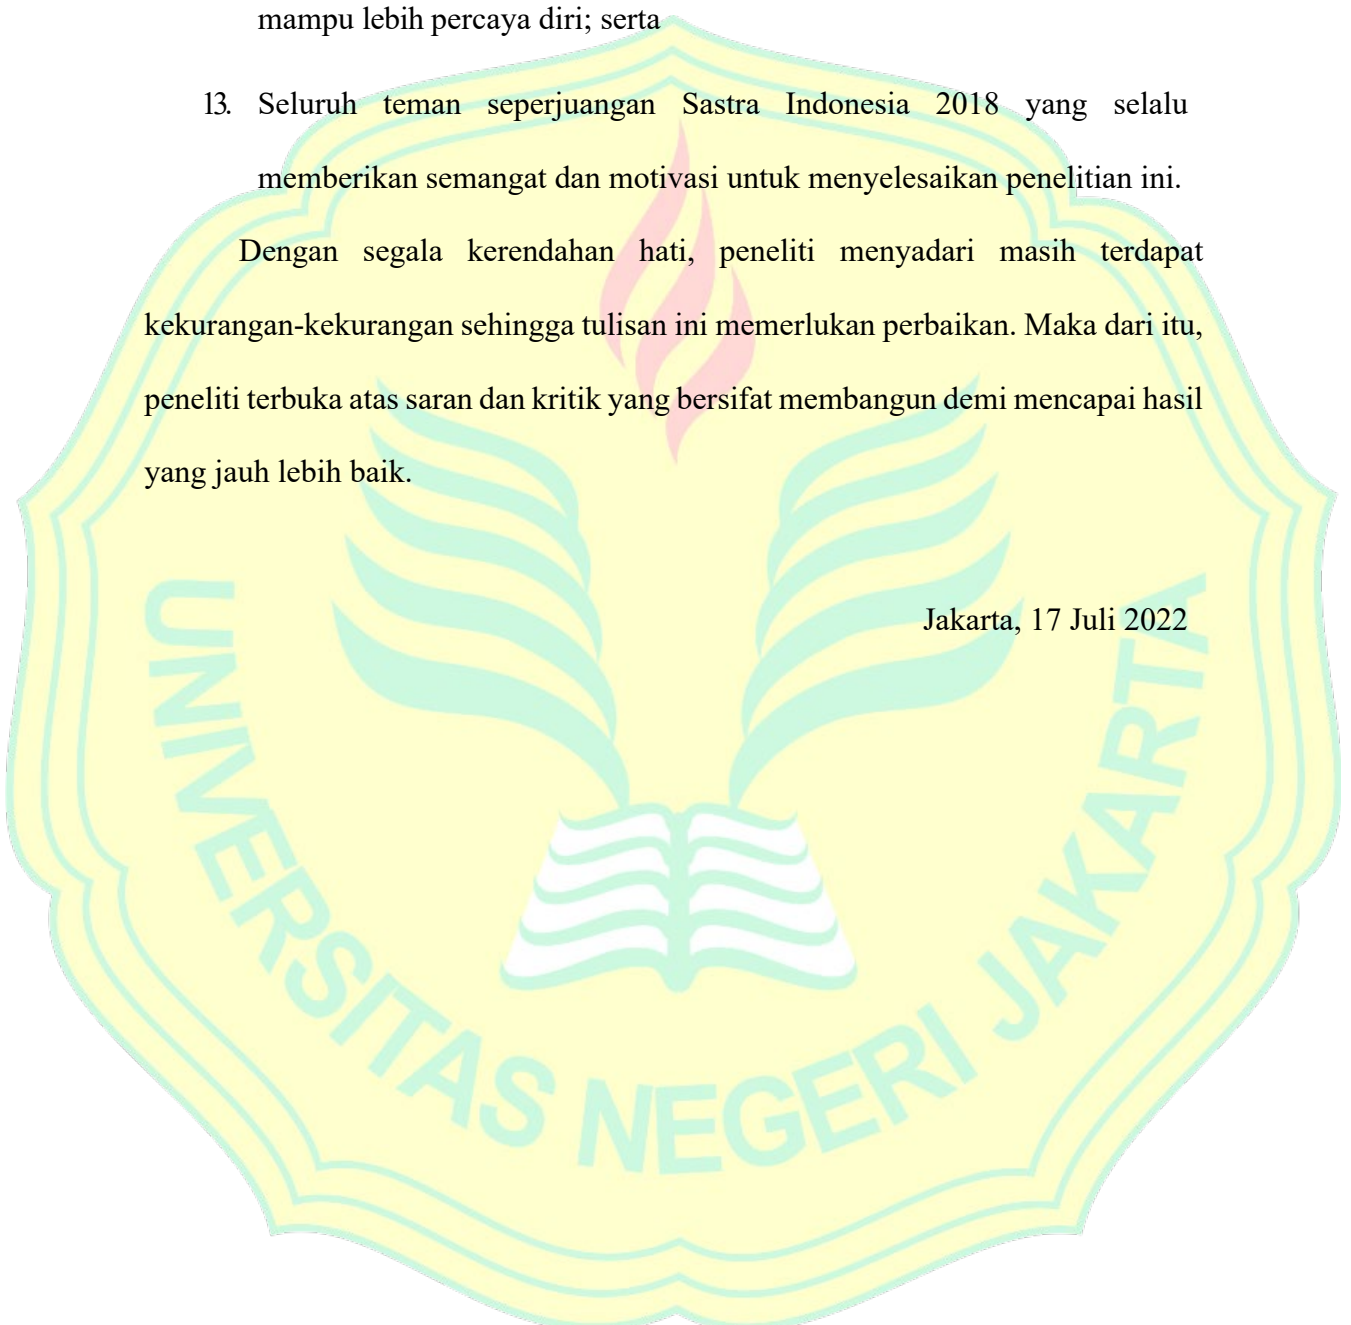 mampu lebih percaya diri; serta
13. Seluruh teman seperjuangan Sastra Indonesia 2018 yang selalu
memberikan semangat dan motivasi untuk menyelesaikan penelitian ini.
Dengan segala kerendahan hati, peneliti menyadari masih terdapat
kekurangan-kekurangan sehingga tulisan ini memerlukan perbaikan. Maka dari itu,
peneliti terbuka atas saran dan kritik yang bersifat membangun demi mencapai hasil
yang jauh lebih baik.
Jakarta, 17 Juli 2022
UNIVERSITAS NEGERI JAKARTA